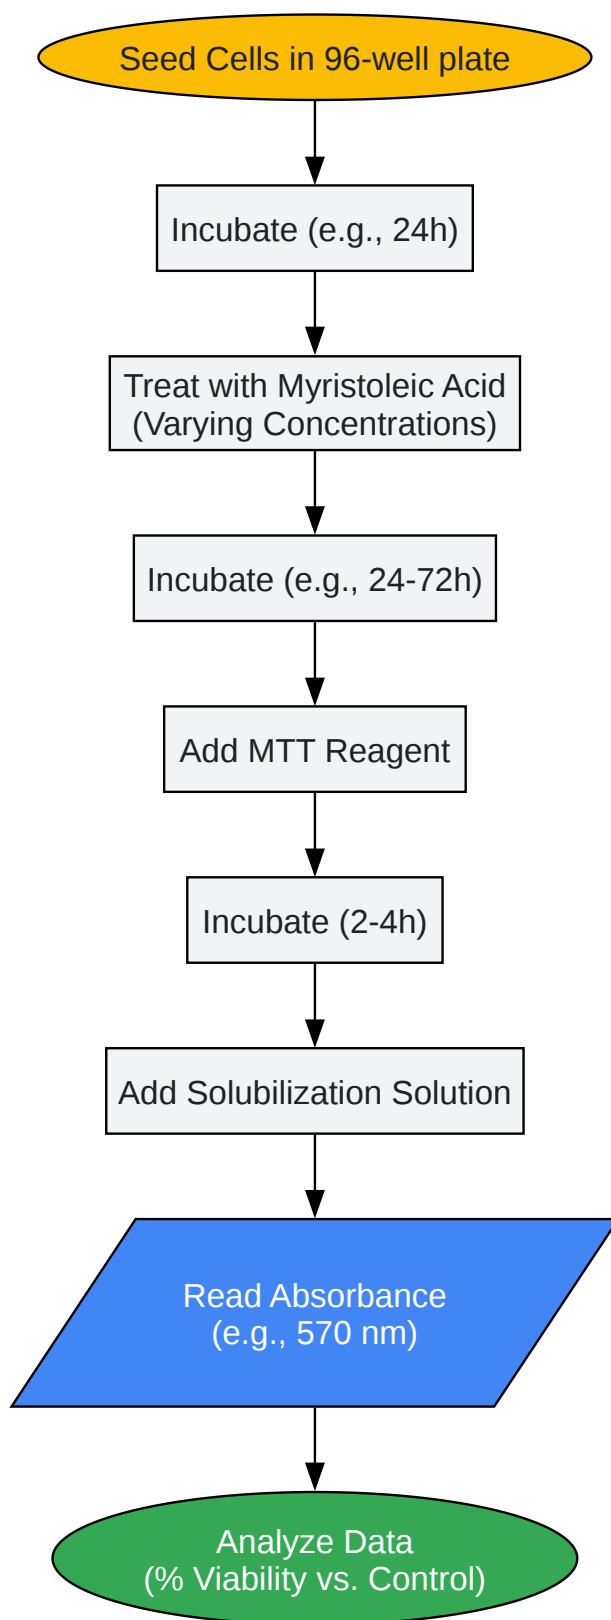 Seed Cells in 96-well plate
Incubate (e.g., 24h)
Treat with Myristoleic Acid
(Varying Concentrations)
Incubate (e.g., 24-72h)
Add MTT Reagent
Incubate (2-4h)
Add Solubilization Solution
Read Absorbance
(e.g., 570 nm)
Analyze Data
(% Viability vs. Control)